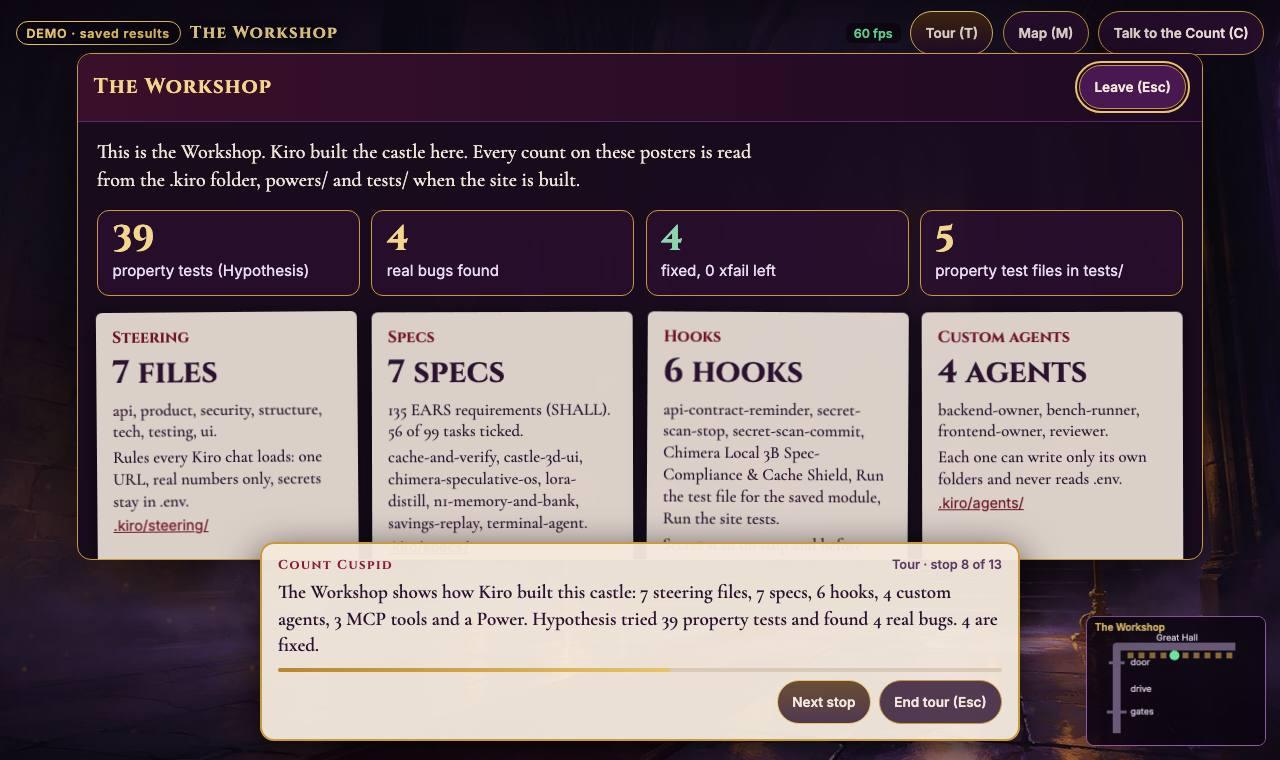 DEMO · saved results
The Workshop
60 fps
Tour (T)
Map (M)
Talk to the Count (C)
The Workshop
Leave (Esc)
This is the Workshop. Kiro built the castle here. Every count on these posters is read
from the .kiro folder, powers/ and tests/ when the site is built.
39
property tests (Hypothesis)
4
real bugs found
4
fixed, 0 xfail left
5
property test files in tests/
Steering
7 files
api, product, security, structure,
tech, testing, ui.
Rules every Kiro chat loads: one
URL, real numbers only, secrets
stay in .env.
.kiro/steering/
Specs
7 specs
135 EARS requirements (SHALL).
56 of 99 tasks ticked.
cache-and-verify, castle-3d-ui,
chimera-speculative-os, lora-
distill, n1-memory-and-bank,
savings-replay, terminal-agent.
.kiro/specs/
Hooks
6 hooks
api-contract-reminder, secret-
scan-stop, secret-scan-commit,
Chimera Local 3B Spec-
Compliance & Cache Shield, Run
the test file for the saved module,
Run the site tests.
Custom agents
4 agents
backend-owner, bench-runner,
frontend-owner, reviewer.
Each one can write only its own
folders and never reads .env.
.kiro/agents/
Count Cuspid
Tour · stop 8 of 13
The Workshop shows how Kiro built this castle: 7 steering files, 7 specs, 6 hooks, 4 custom
agents, 3 MCP tools and a Power. Hypothesis tried 39 property tests and found 4 real bugs. 4 are
fixed.
Next stop
End tour (Esc)
The Workshop
Great Hall
door
drive
gates